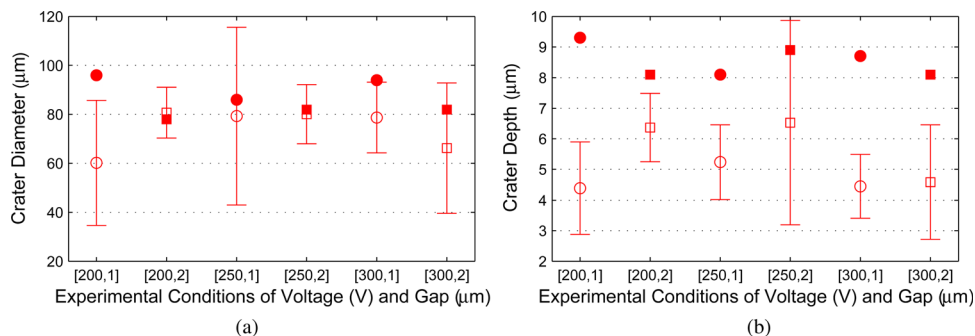 120
100
80
60
40
20
Crater Diameter (μm)
[200,1] [200,2] [250,1] [250,2] [300,1] [300,2]
Experimental Conditions of Voltage (V) and Gap (μm)
(a)
10
9
8
7
6
5
4
3
2
Crater Depth (μm)
[200,1] [200,2] [250,1] [250,2] [300,1] [300,2]
Experimental Conditions of Voltage (V) and Gap (μm)
(b)